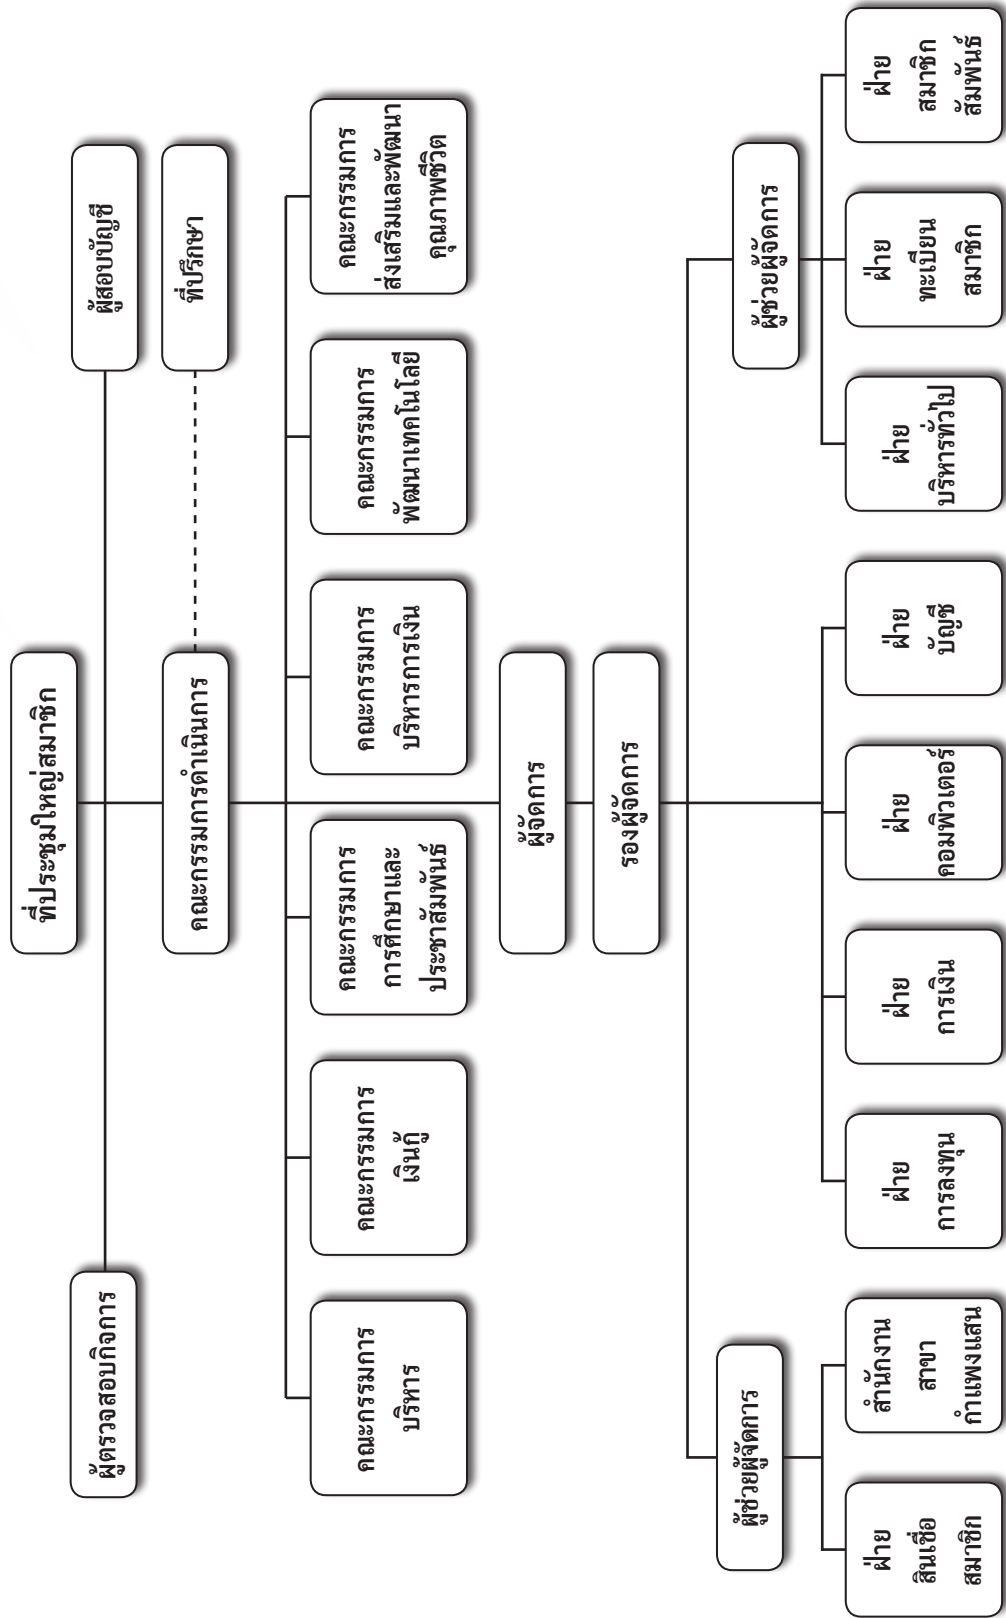 ที่ประชุมใหญ่สมาชิก
ผู้ตรวจสอบกิจการ
ผู้สอบบัญชี
คณะกรรมการดำเนินการ
ที่ปรึกษา
คณะกรรมการ
บริหาร
คณะกรรมการ
เงินกู้
คณะกรรมการ
การศึกษาและ
ประชาสัมพันธ์
คณะกรรมการ
บริหารการเงิน
คณะกรรมการ
พัฒนาเทคโนโลยี
คณะกรรมการ
ส่งเสริมและพัฒนา
คุณภาพชีวิต
ผู้จัดการ
รองผู้จัดการ
ผู้ช่วยผู้จัดการ
ผู้ช่วยผู้จัดการ
ฝ่าย
สินเชื่อ
สมาชิก
สำนักงาน
สาขา
กำแพงแสน
ฝ่าย
การลงทุน
ฝ่าย
การเงิน
ฝ่าย
คอมพิวเตอร์
ฝ่าย
บัญชี
ฝ่าย
บริหารทั่วไป
ฝ่าย
ทะเบียน
สมาชิก
ฝ่าย
สมาชิก
สัมพันธ์